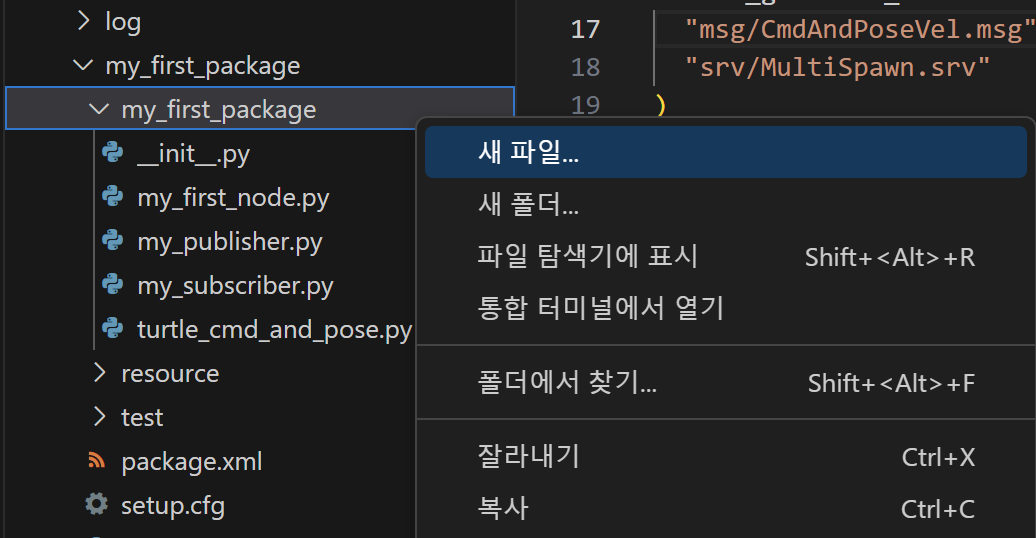 log
my_first_package
my_first_package
__init__.py
my_first_node.py
my_publisher.py
my_subscriber.py
turtle_cmd_and_pose.py
resource
test
package.xml
setup.cfg
17 "msg/CmdAndPoseVel.msg"
18 "srv/MultiSpawn.srv"
19 )
새 파일...
새 폴더...
파일 탐색기에 표시 Shift+<Alt>+R
통합 터미널에서 열기
폴더에서 찾기... Shift+<Alt>+F
잘라내기 Ctrl+X
복사 Ctrl+C